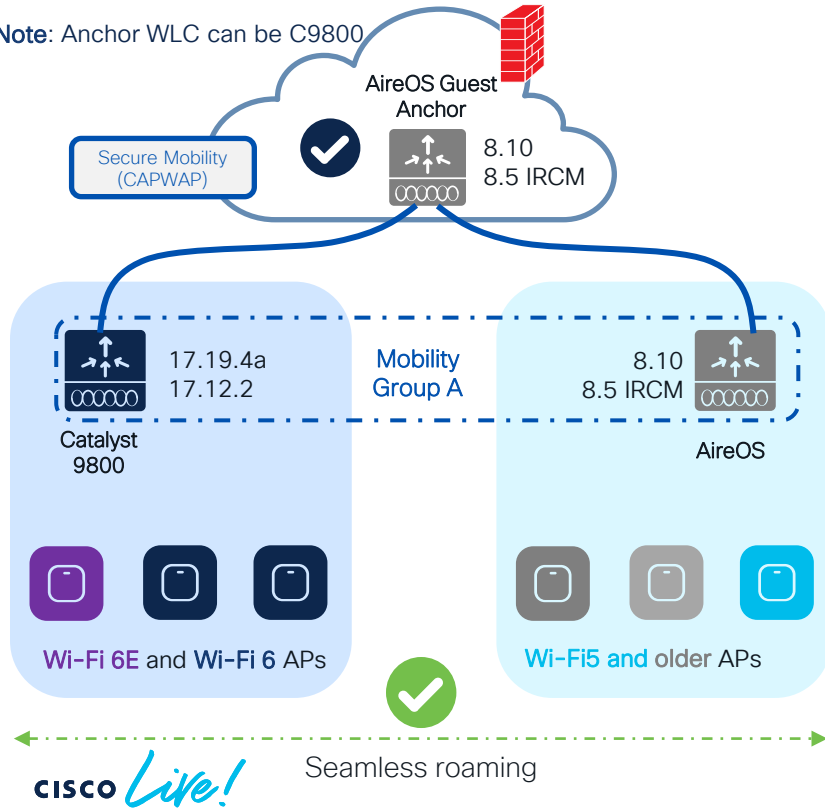 Note: Anchor WLC can be C9800
AireOS Guest
Anchor
8.10
8.5 IRCM
Secure Mobility
(CAPWAP)
17.19.4a
17.12.2
Mobility
Group A
8.10
8.5 IRCM
Catalyst
9800
AireOS
Wi-Fi 6E and Wi-Fi 6 APs
Wi-Fi5 and older APs
Seamless roaming
CISCO Live!